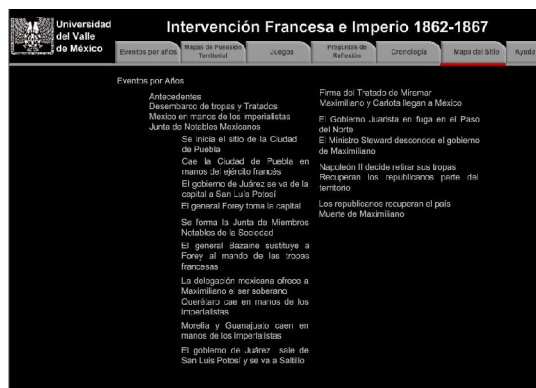 Universidad
del Valle
de México
Intervención Francesa e Imperio 1862-1867
Eventos por años
Mapas de Posesión
Territorial
Juegos
Preguntas de
Reflexión
Cronología
Mapa del Sitio
Ayuda
Eventos por Años
Antecedentes
Desembarco de tropas y Tratados
Mexico en manos de los imperialistas
Junta de Notables Mexicanos
Se inicia el sitio de la Ciudad
de Puebla
Cae la Ciudad de Puebla en
manos del ejército francés
El gobierno de Juárez se va de la
capital a San Luis Potosí
El general Forey toma la capital
Se forma la Junta de Miembros
Notables de la Sociedad
El general Bazaine sustituye a
Forey al mando de las tropas
francesas
La delegación mexicana ofrece a
Maximiliano el ser soberano
Querétaro cae en manos de los
Imperialistas
Morelia y Guanajuato caen en
manos de los Imperialistas
El gobierno de Juárez sale de
San Luis Potosí y se va a Saltillo
Firma del Tratado de Miramar
Maximiliano y Carlota llegan a México
El Gobierno Juarista en fuga en el Paso
del Norte
El Ministro Steward desconoce el gobierno
de Maximiliano
Napoleón II decide retirar sus tropas
Recuperan los republicanos parte del
territorio
Los republicanos recuperan el país
Muerte de Maximiliano